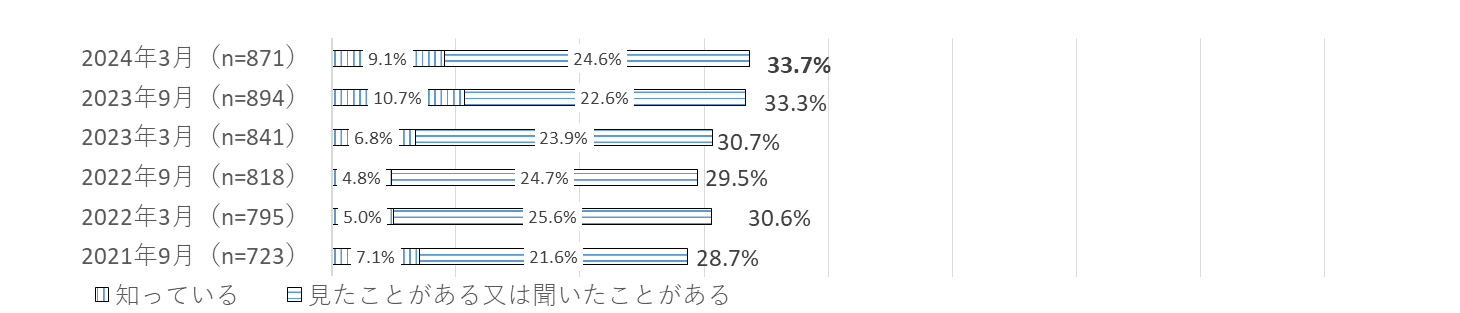 2024年3月（n=871） 9.1% 24.6% 33.7%
2023年9月（n=894） 10.7% 22.6% 33.3%
2023年3月（n=841） 6.8% 23.9% 30.7%
2022年9月（n=818） 4.8% 24.7% 29.5%
2022年3月（n=795） 5.0% 25.6% 30.6%
2021年9月（n=723） 7.1% 21.6% 28.7%
知っている 見たことがある又は聞いたことがある